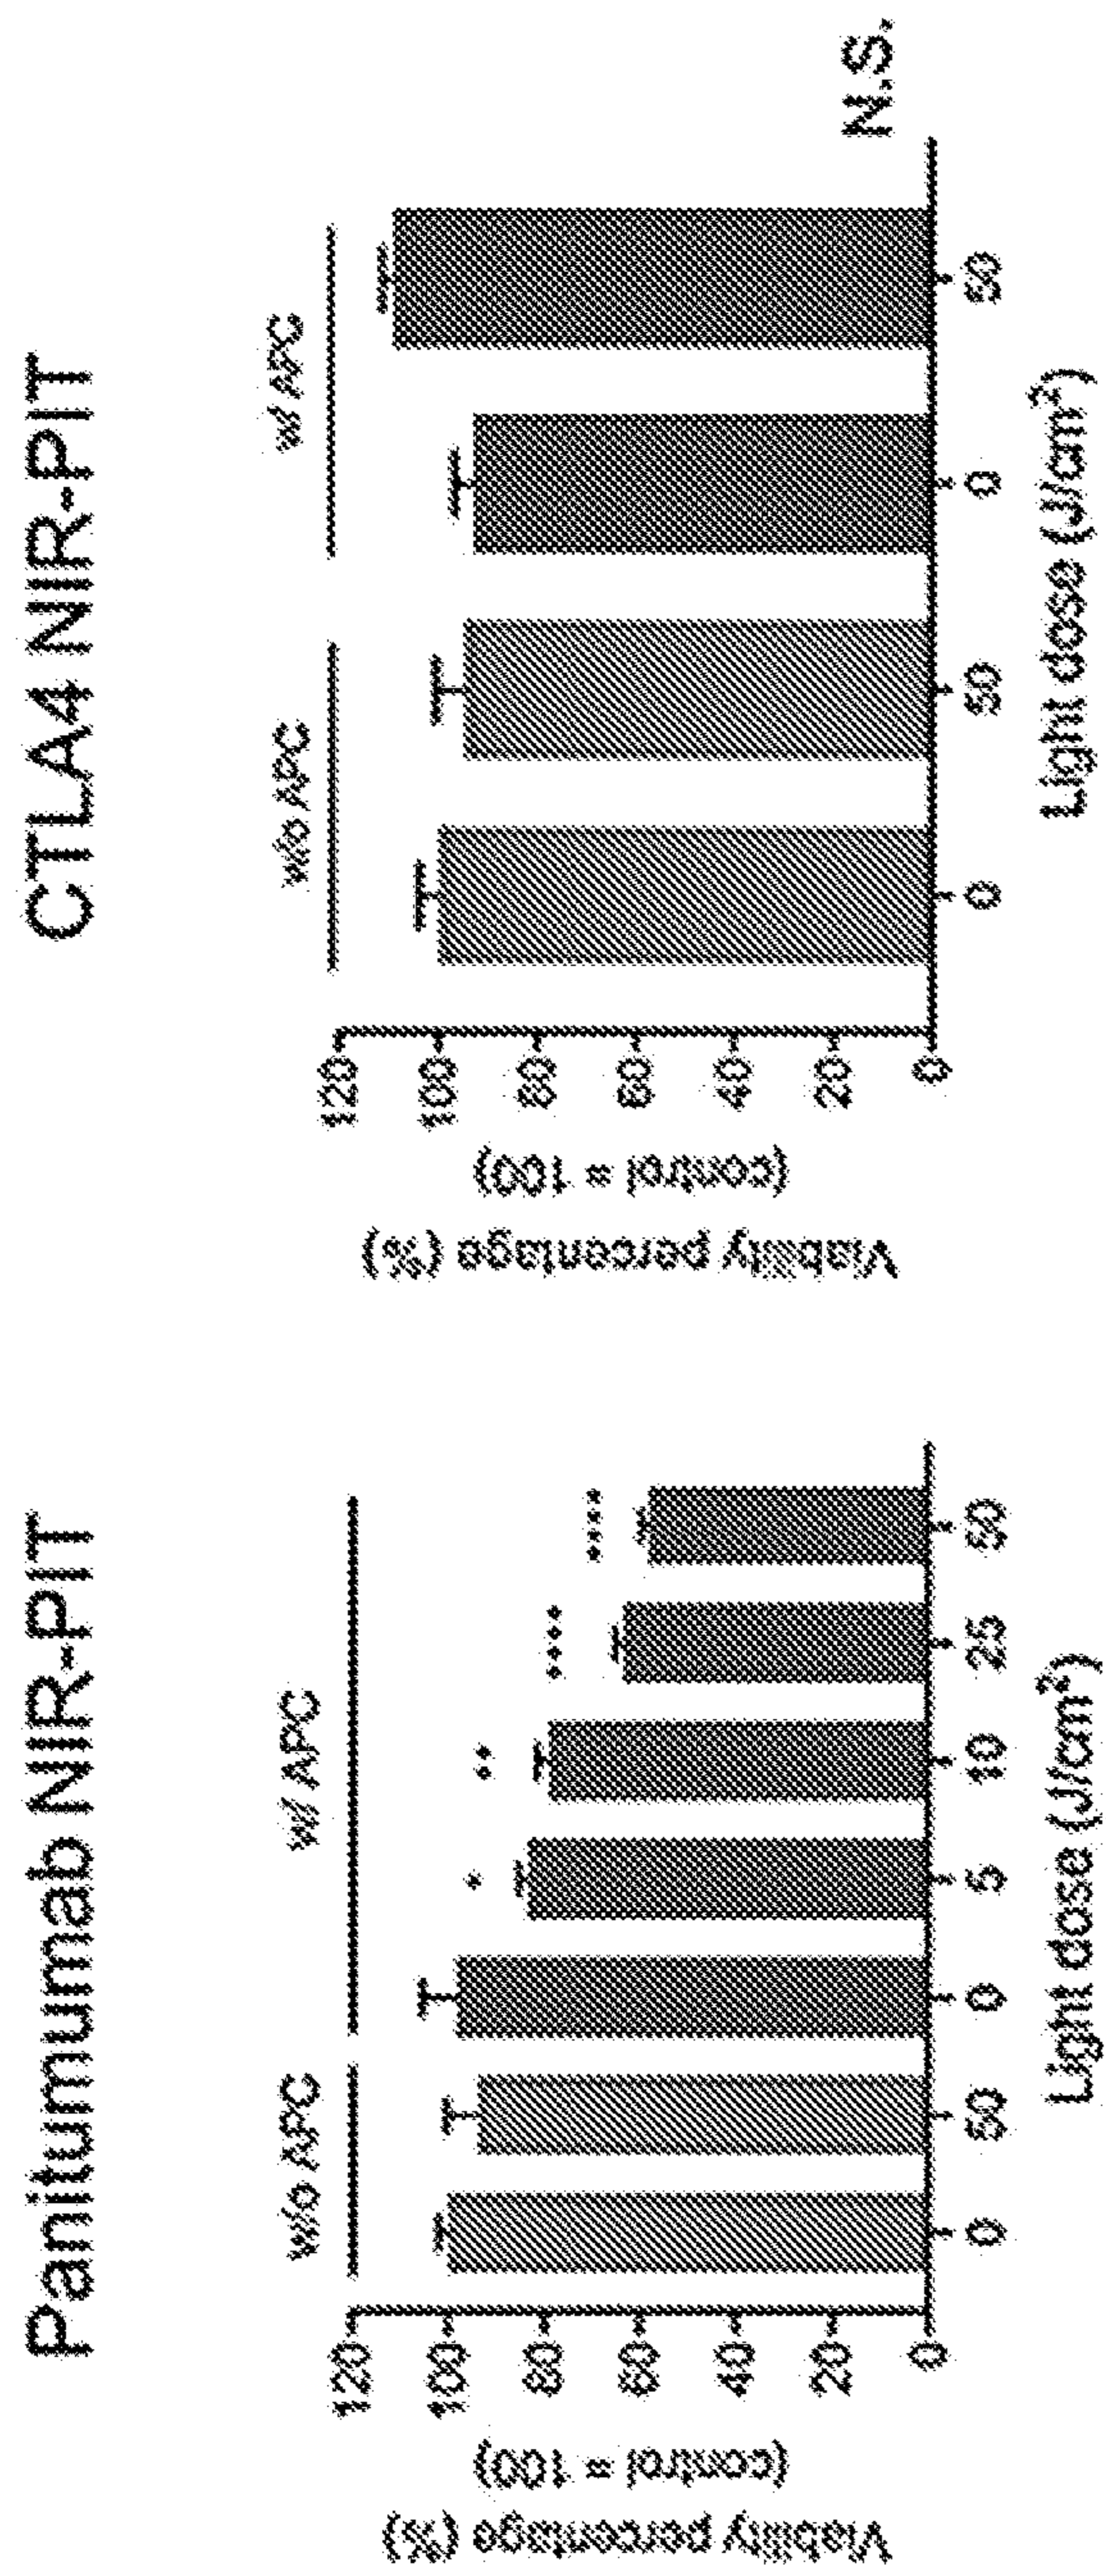 Panitumumab NIR-PIT
w/o APC
w/ APC
Viability percentage (%)
(control = 100)
120
100
80
60
40
20
0
*
**
****
****
0
50
0
5
10
25
50
Light dose (J/cm²)
CTLA4 NIR-PIT
w/o APC
w/ APC
Viability percentage (%)
(control = 100)
120
100
80
60
40
20
0
0
50
0
50
N.S.
Light dose (J/cm²)